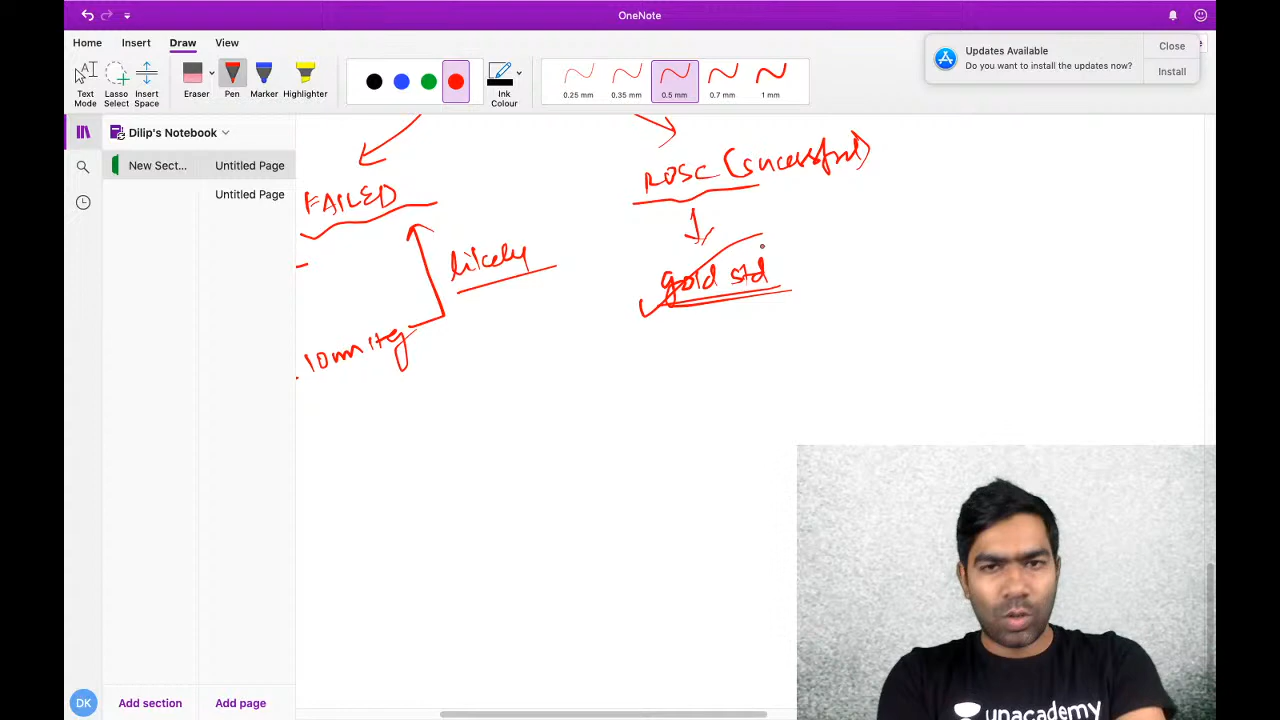 OneNote
Home Insert Draw View
Updates Available
Do you want to install the updates now?
Close
Install
Text Mode
Lasso Select
Insert Space
Eraser
Pen
Marker
Highlighter
Ink Colour
0.25 mm
0.35 mm
0.5 mm
0.7 mm
1 mm
Dilip's Notebook
New Sect...
Untitled Page
Untitled Page
FAILED
ROSC (sucessful)
likely
gold std
10mmHg
unacademy
DK
Add section
Add page